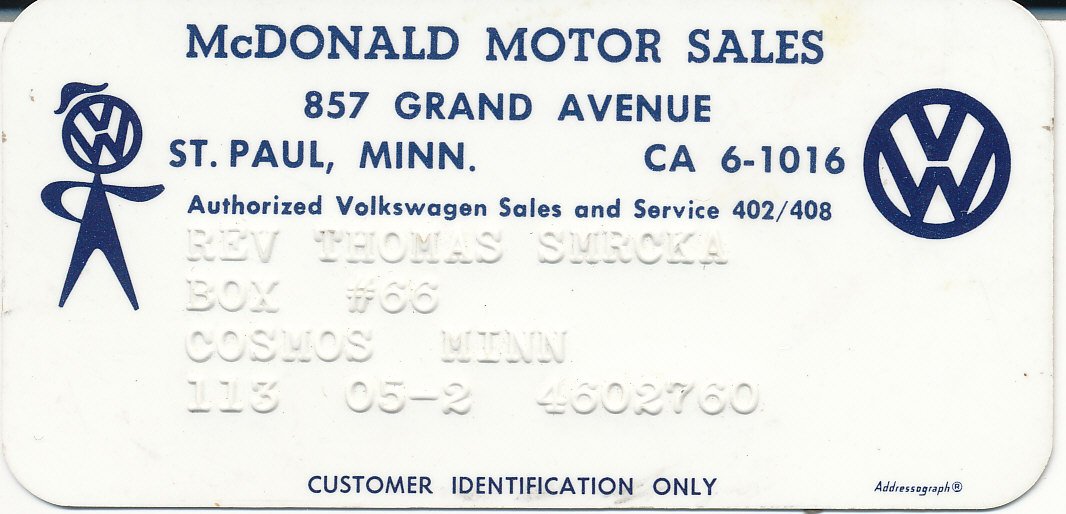 McDONALD MOTOR SALES
857 GRAND AVENUE
ST. PAUL, MINN. CA 6-1016
Authorized Volkswagen Sales and Service 402/408
REV THOMAS SMRCKA
BOX #66
COSMOS MINN
113 05-2 4602760
CUSTOMER IDENTIFICATION ONLY
Addressograph®